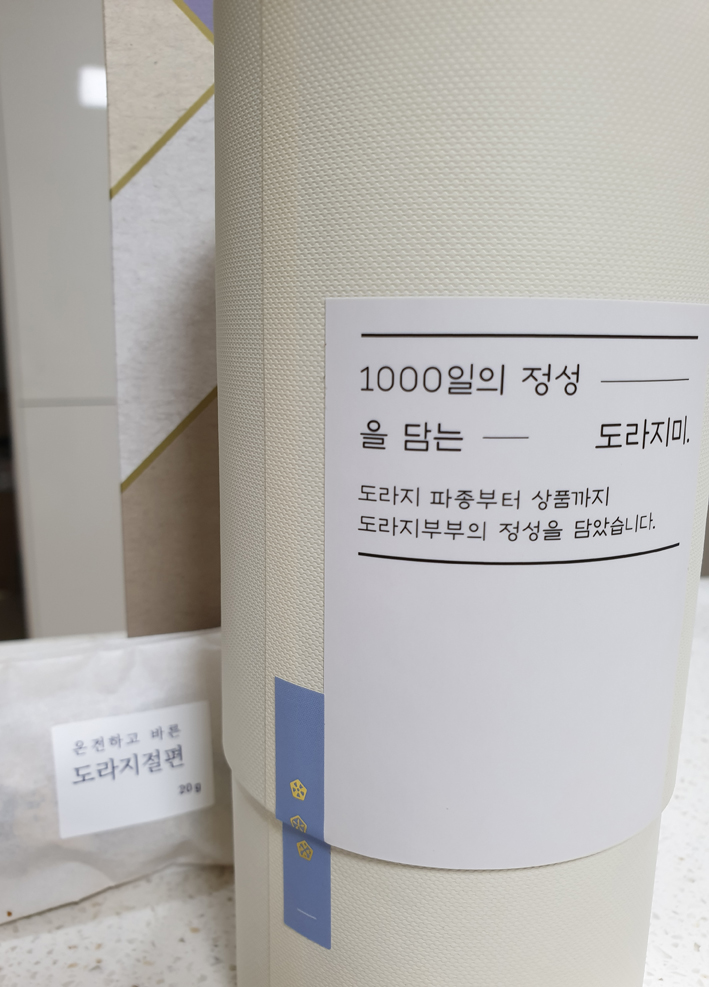 1000일의 정성
을 담는 도라지미.
도라지 파종부터 상품까지
도라지부부의 정성을 담았습니다.
온전하고 바른
도라지절편
20g